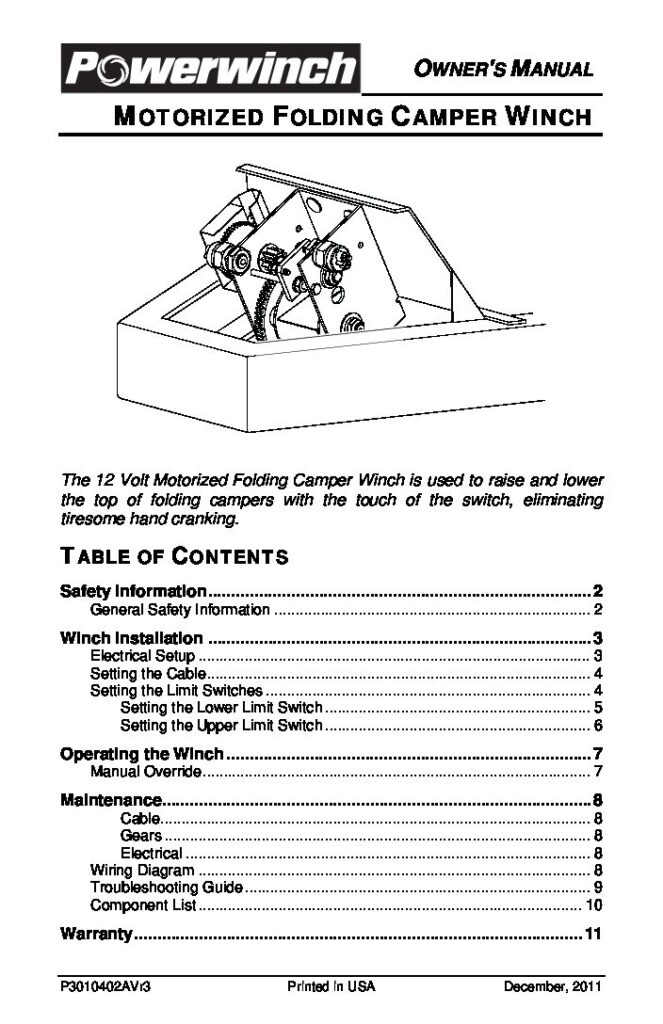 Powerwinch
OWNER'S MANUAL
MOTORIZED FOLDING CAMPER WINCH
The 12 Volt Motorized Folding Camper Winch is used to raise and lower
the top of folding campers with the touch of the switch, eliminating
tiresome hand cranking.
TABLE OF CONTENTS
Safety Information ........ 2
General Safety Information ........ 2
Winch Installation ........ 3
Electrical Setup ........ 3
Setting the Cable ........ 4
Setting the Limit Switches ........ 4
Setting the Lower Limit Switch ........ 5
Setting the Upper Limit Switch ........ 6
Operating the Winch ........ 7
Manual Override ........ 7
Maintenance ........ 8
Cable ........ 8
Gears ........ 8
Electrical ........ 8
Wiring Diagram ........ 8
Troubleshooting Guide ........ 9
Component List ........ 10
Warranty ........ 11
P3010402AVr3 Printed in USA December, 2011